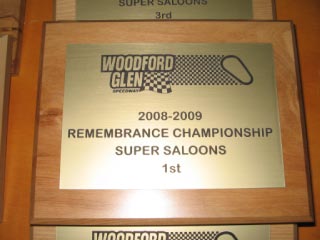 SUPER SALOONS
3rd
WOODFORD
GLEN
SPEEDWAY
2008-2009
REMEMBRANCE CHAMPIONSHIP
SUPER SALOONS
1st
WOODFORD